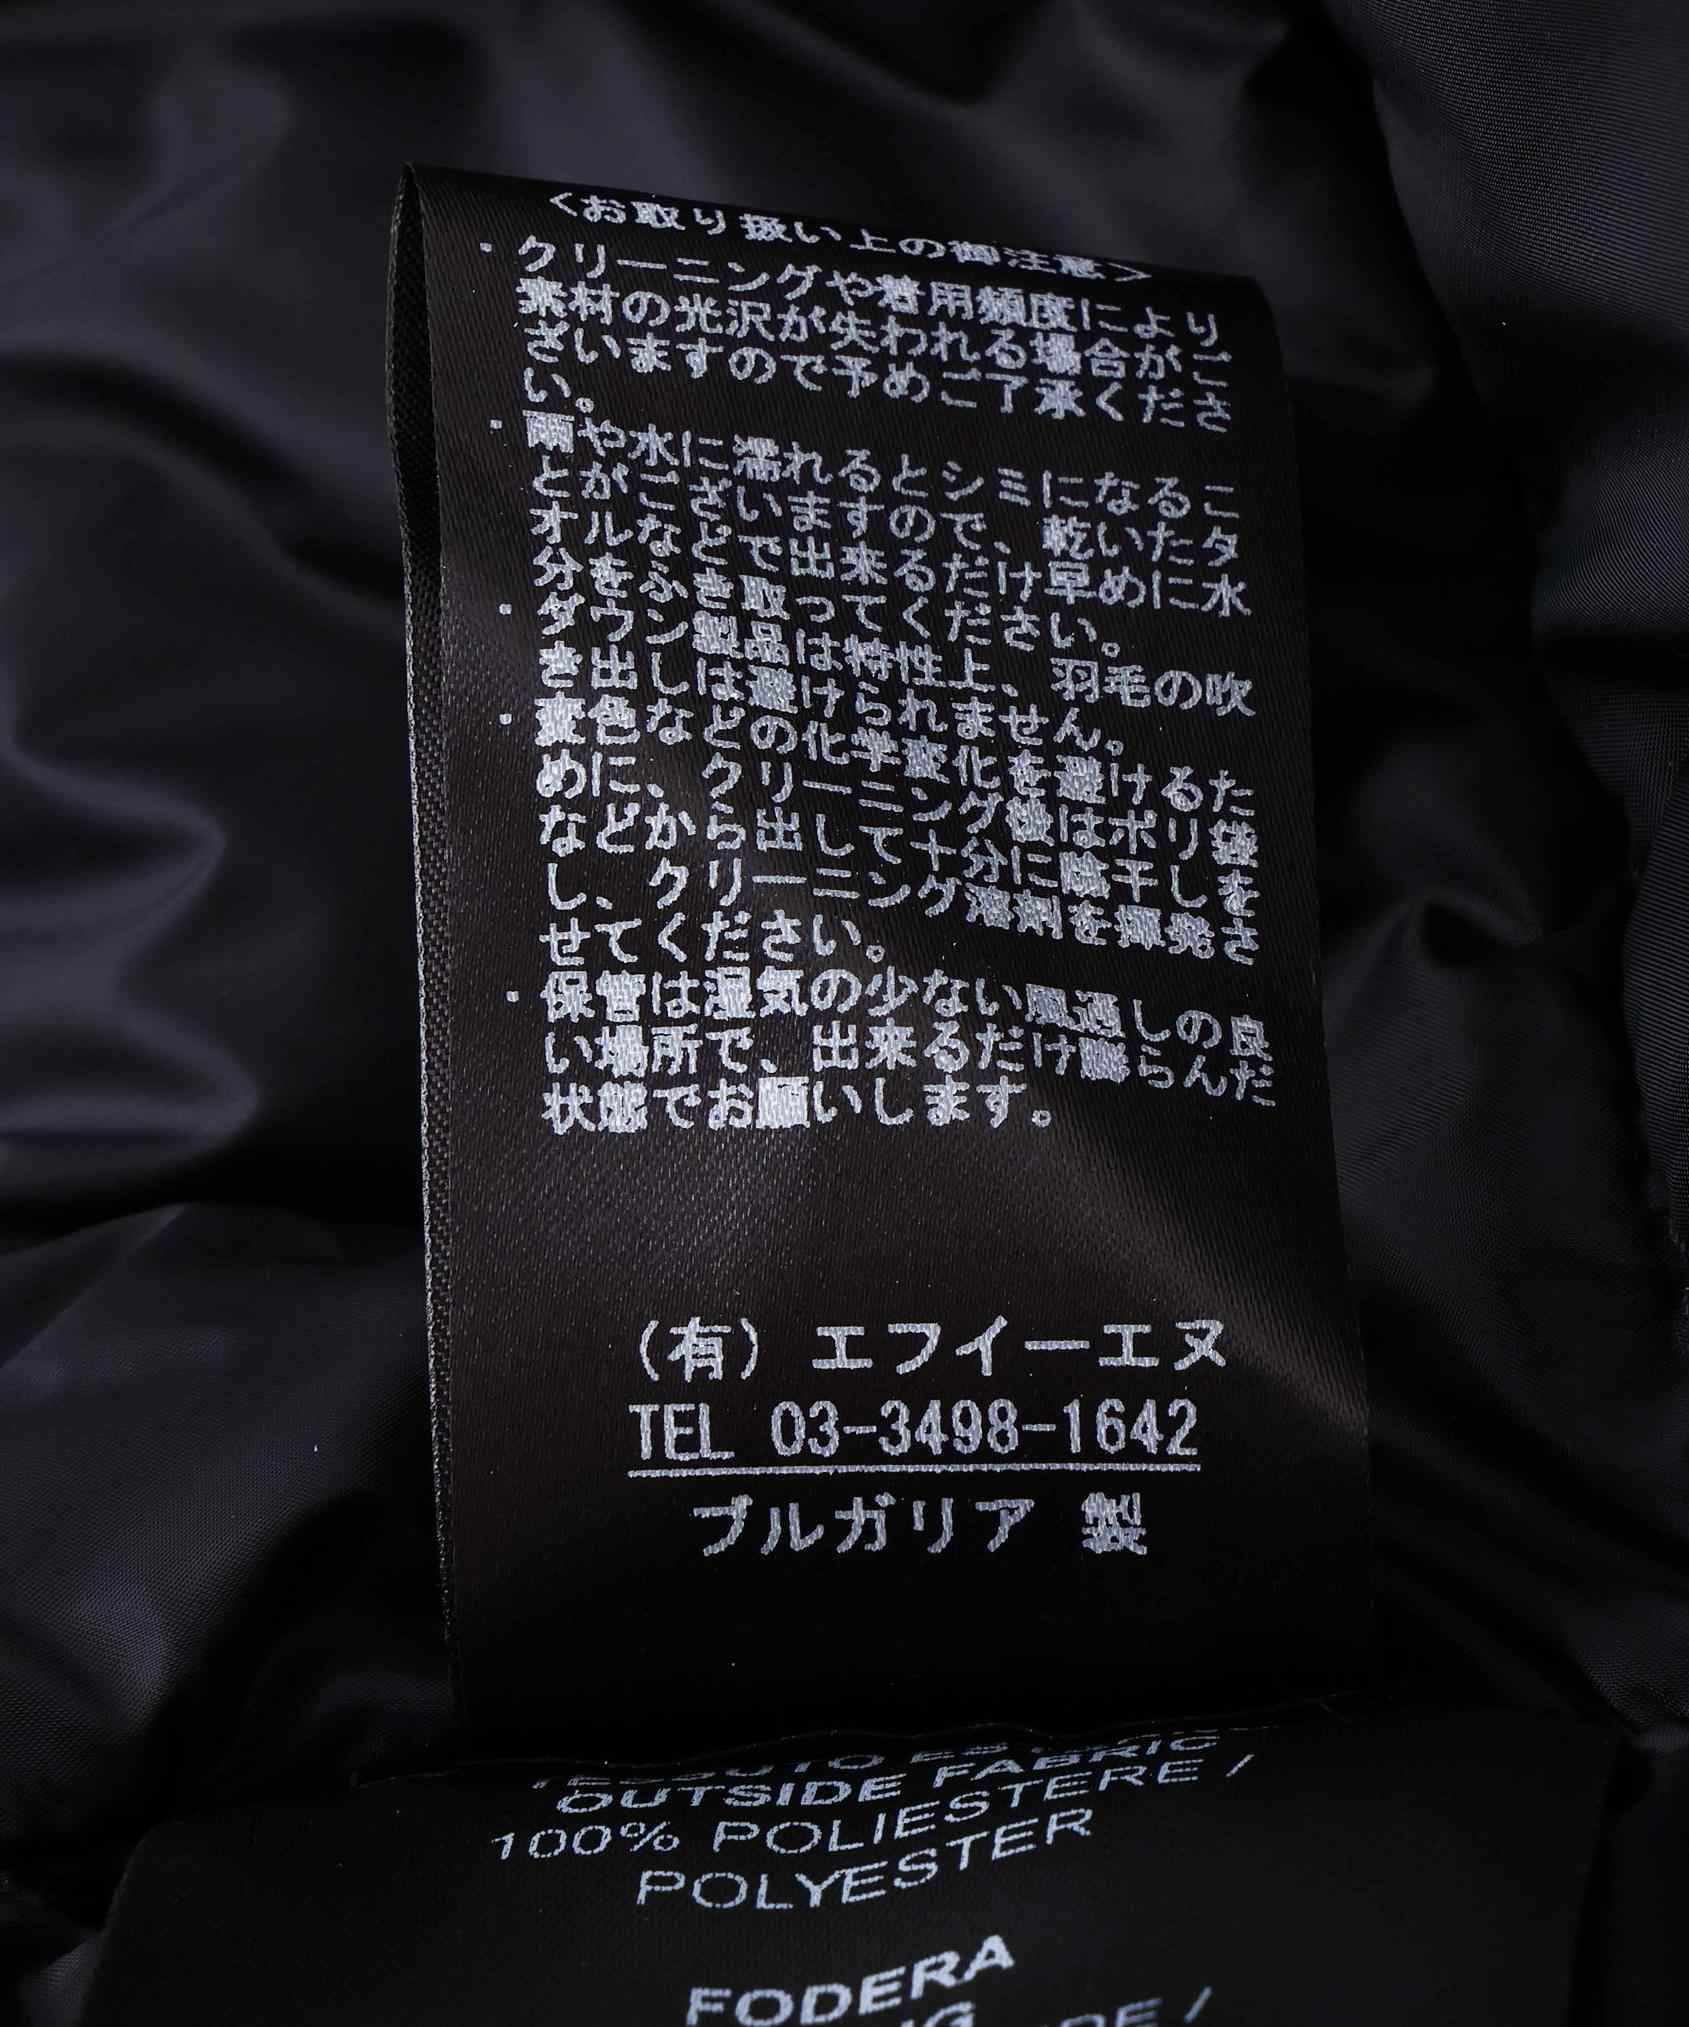 <お取り扱い上の御注意>
・クリーニングや着用頻度により
素材の光沢が失われる場合がご
ざいますので予めご了承くださ
い。
・雨や水に濡れるとシミになるこ
とがございますので、乾いたタ
オルなどで出来るだけ早めに水
分をふき取ってください。
・ダウン製品は特性上、羽毛の吹
き出しは避けられません。
・変色などの化学変化を避けるた
めに、クリーニング後はポリ袋
などから出して十分に陰干しを
し、クリーニング溶剤を揮発さ
せてください。
・保管は湿気の少ない風通しの良
い場所で、出来るだけ膨らんだ
状態でお願いします。
(有) エフイーエヌ
TEL 03-3498-1642
ブルガリア 製
OUTSIDE FABRIC
100% POLIESTERE /
POLYESTER
FODERA